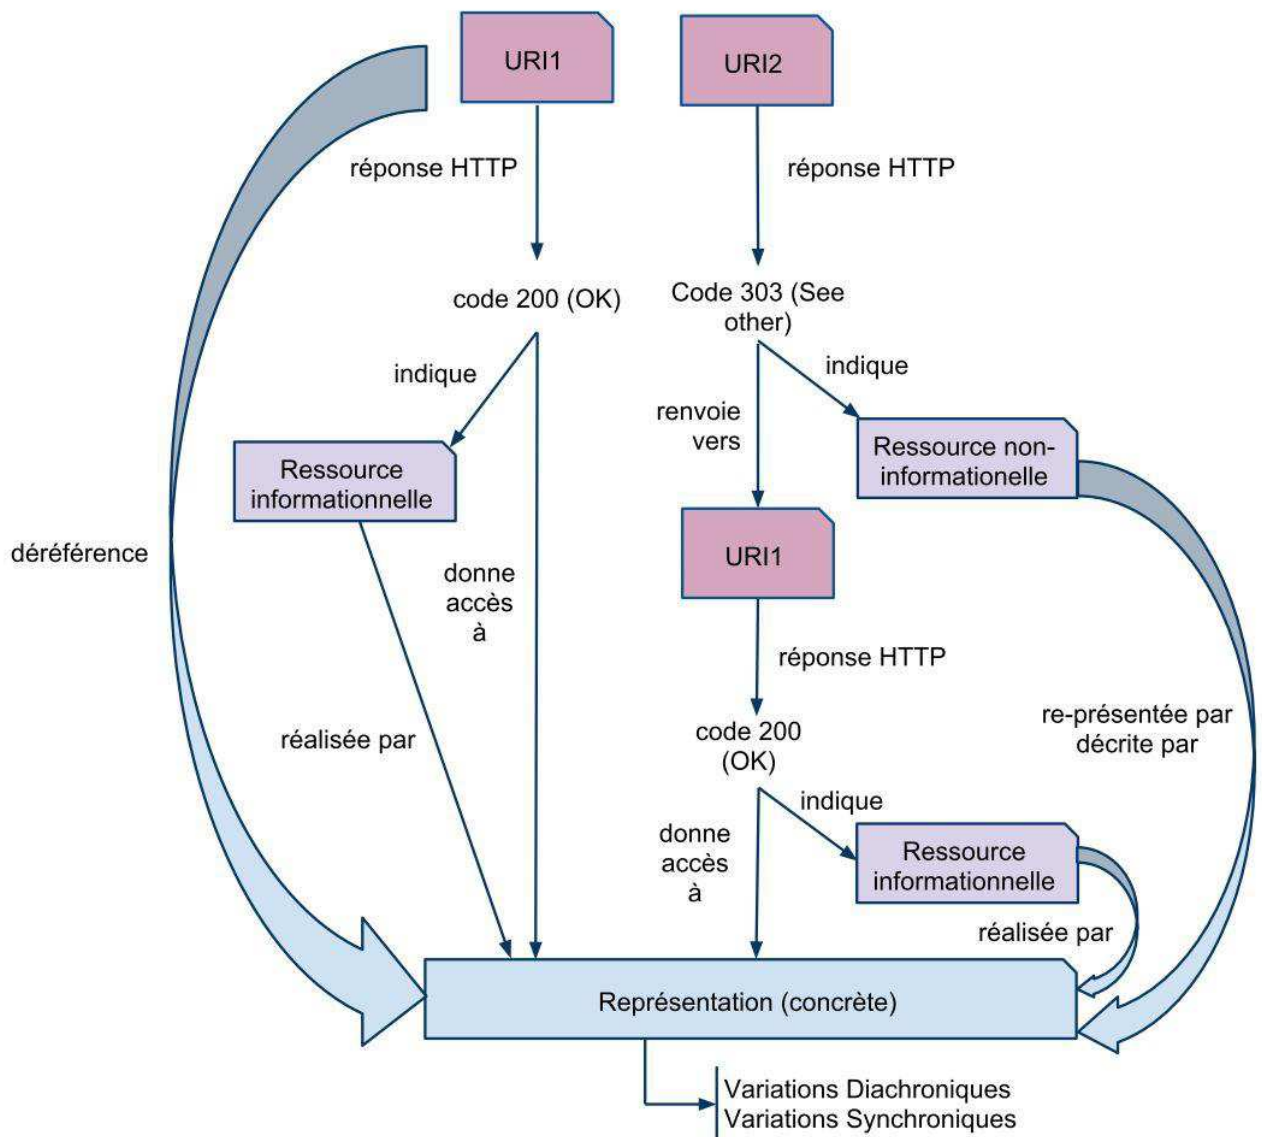 URI1
URI2
réponse HTTP
réponse HTTP
code 200 (OK)
Code 303 (See
other)
indique
indique
renvoie
vers
Ressource
informationnelle
Ressource non-
informationelle
déréférence
donne
accès
à
URI1
réponse HTTP
réalisée par
re-présentée par
décrite par
code 200
(OK)
indique
donne
accès
à
Ressource
informationnelle
réalisée par
Représentation (concrète)
Variations Diachroniques
Variations Synchroniques